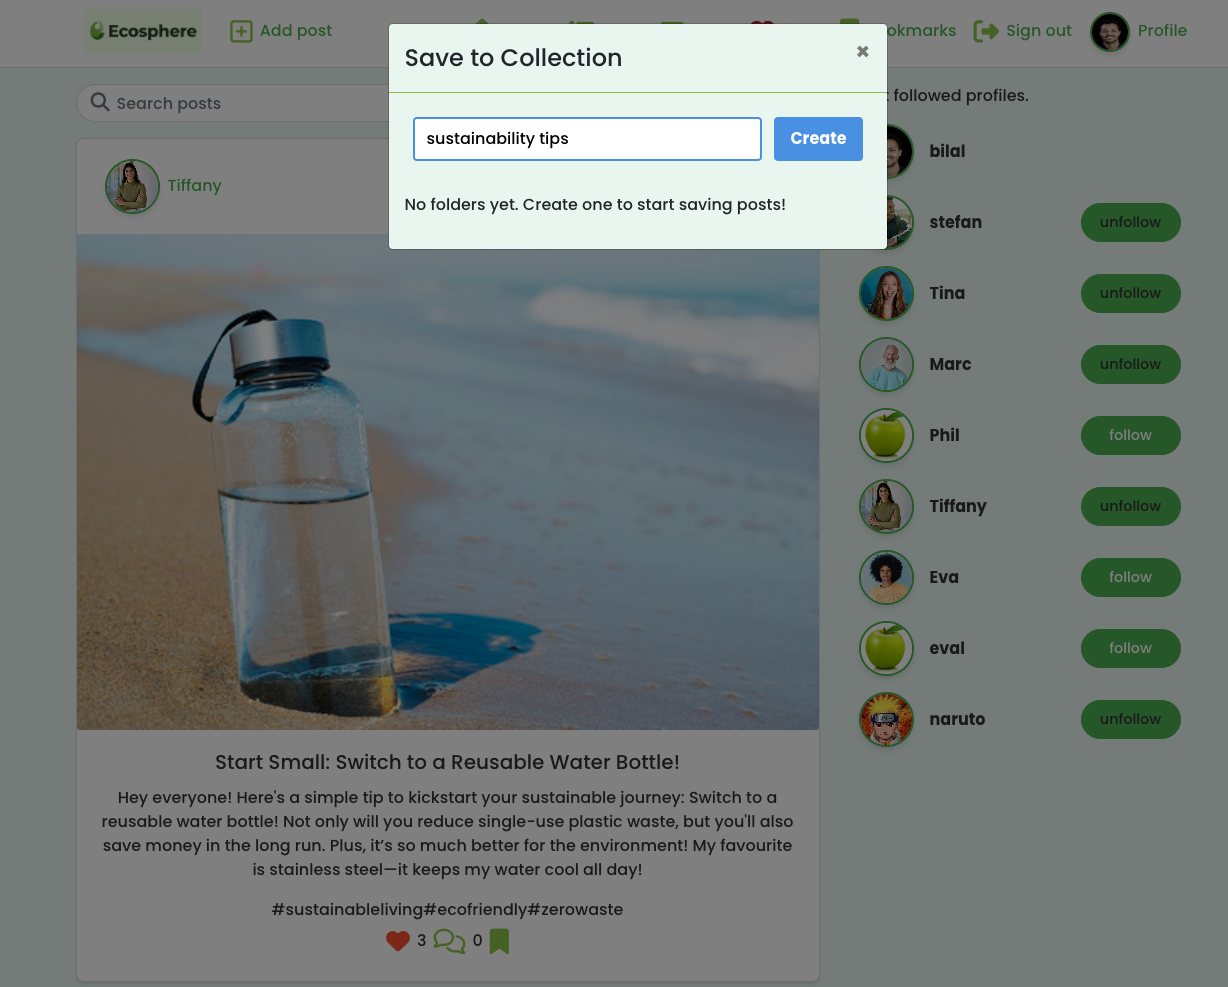 Ecosphere
Add post
okmarks
Sign out
Profile
Save to Collection
×
Search posts
followed profiles.
sustainability tips
Create
No folders yet. Create one to start saving posts!
Tiffany
bilal
stefan
unfollow
Tina
unfollow
Marc
unfollow
Phil
follow
Tiffany
unfollow
Eva
follow
eval
follow
naruto
unfollow
Start Small: Switch to a Reusable Water Bottle!
Hey everyone! Here's a simple tip to kickstart your sustainable journey: Switch to a
reusable water bottle! Not only will you reduce single-use plastic waste, but you'll also
save money in the long run. Plus, it’s so much better for the environment! My favourite
is stainless steel—it keeps my water cool all day!
#sustainableliving#ecofriendly#zerowaste
3
0